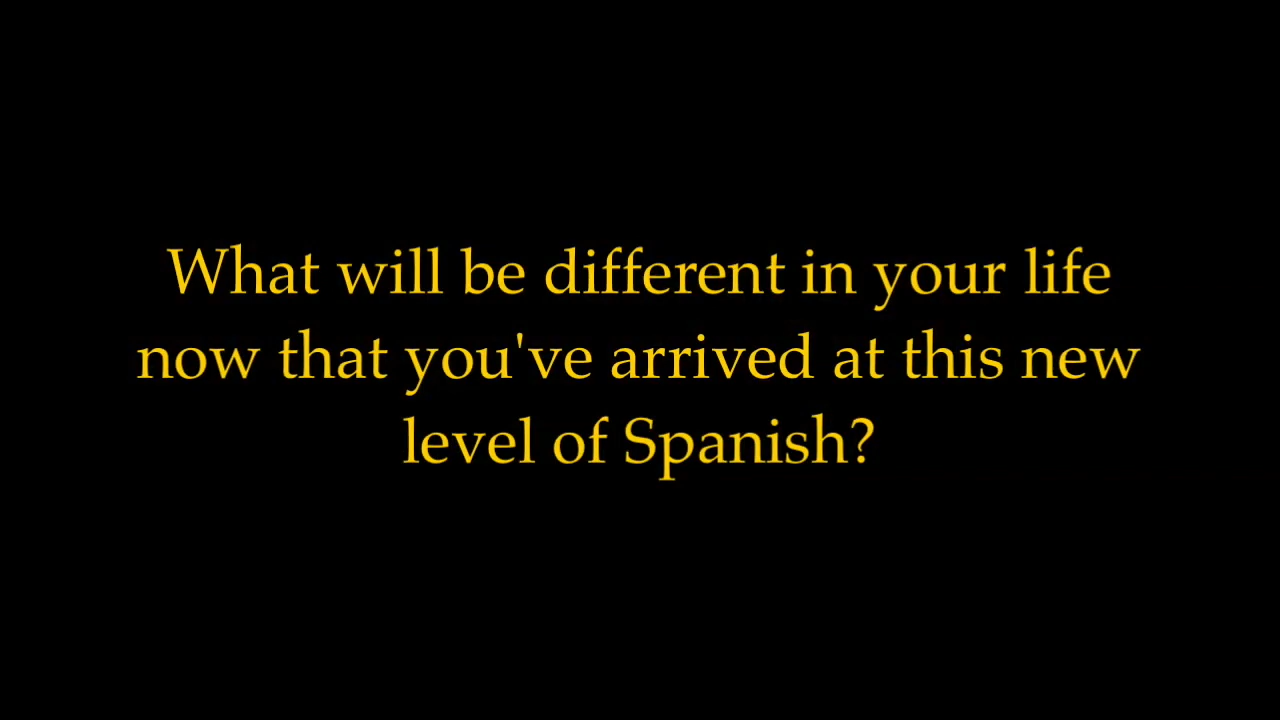 What will be different in your life
now that you've arrived at this new
level of Spanish?